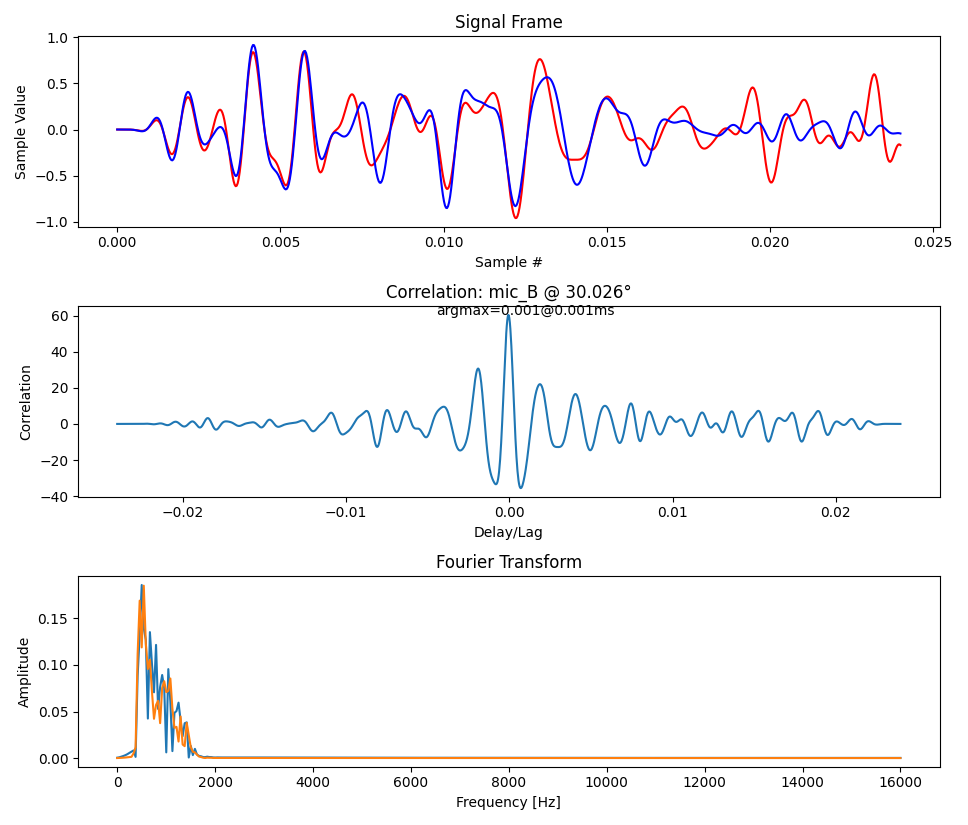 Signal Frame
1.0
0.5
0.0
−0.5
−1.0
Sample Value
0.000 0.005 0.010 0.015 0.020 0.025
Sample #
Correlation: mic_B @ 30.026°
argmax=0.001@0.001ms
60
40
20
0
−20
−40
Correlation
−0.02 −0.01 0.00 0.01 0.02
Delay/Lag
Fourier Transform
0.15
0.10
0.05
0.00
Amplitude
0 2000 4000 6000 8000 10000 12000 14000 16000
Frequency [Hz]